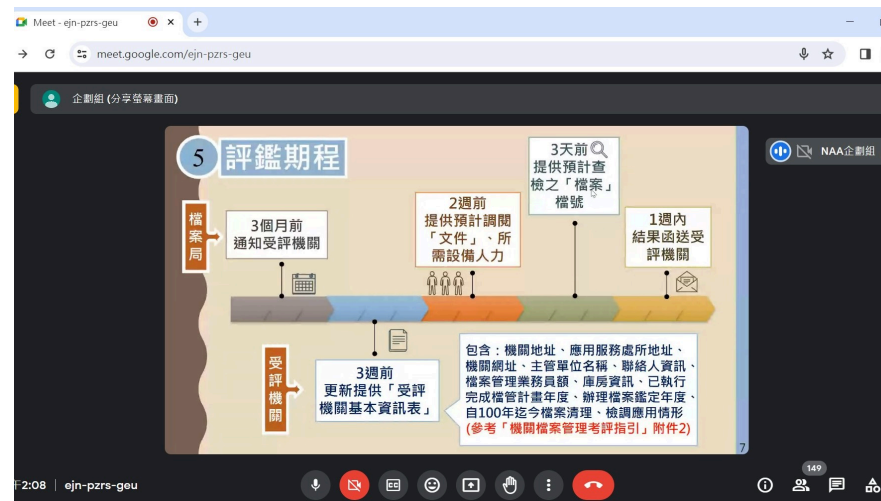 Meet - ejn-pzrs-geu
meet.google.com/ejn-pzrs-geu
企劃組 (分享螢幕畫面)
NAA企劃組
5
評鑑期程
檔案局
3個月前
通知受評機關
2週前
提供預計調閱
「文件」、所
需設備人力
3天前
提供預計查
檢之「檔案」
檔號
1週內
結果函送受
評機關
受評機關
3週前
更新提供「受評
機關基本資訊表」
包含：機關地址、應用服務處所地址、
機關網址、主管單位名稱、聯絡人資訊、
檔案管理業務員額、庫房資訊、已執行
完成檔管計畫年度、辦理檔案鑑定年度、
自100年迄今檔案清理、檢調應用情形
(參考「機關檔案管理考評指引」附件2)
7
2:08
ejn-pzrs-geu
149